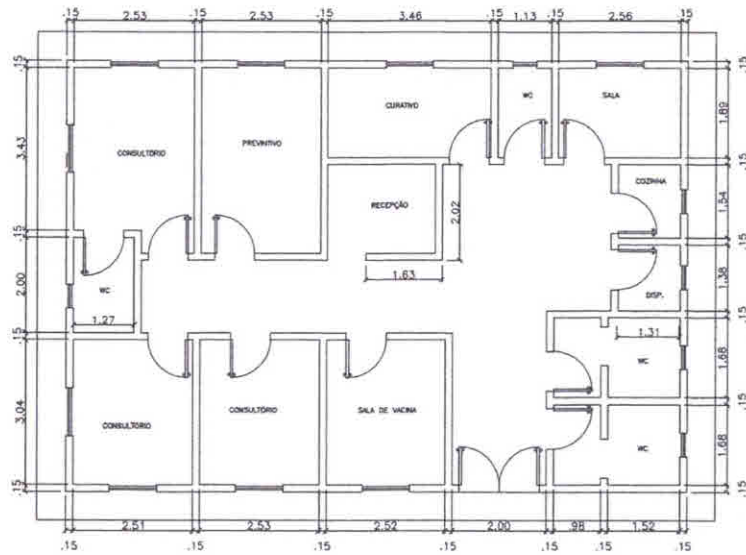 .15 2.53 .15 2.53 .15 3.46 .15 1.13 .15 2.56 .15
.15 .15
WC SALA
CURATIVO
1.89
3.43 CONSULTÓRIO PREVINTIVO
.15
COZINHA
RECEPÇÃO 2.02 1.54
.15 .15
1.63
2.00 WC DISP. 1.38
1.27
.15 .15
1.31
WC 1.68
3.04 CONSULTÓRIO CONSULTÓRIO SALA DE VACINA
.15
WC 1.68
.15 .15
2.51 2.53 2.52 2.00 .98 1.52
.15 .15 .15 .15 .15 .15 .15